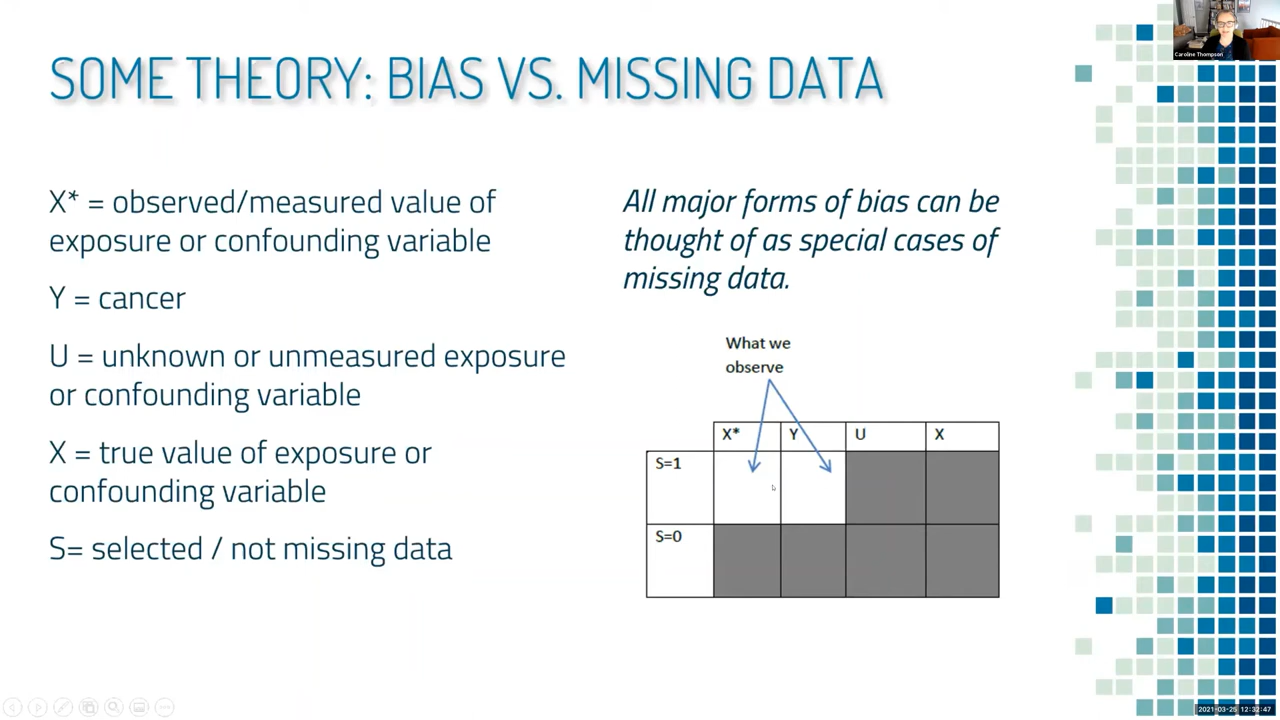 Caroline Thompson
SOME THEORY: BIAS VS. MISSING DATA
X* = observed/measured value of
exposure or confounding variable
Y = cancer
U = unknown or unmeasured exposure
or confounding variable
X = true value of exposure or
confounding variable
S= selected / not missing data
All major forms of bias can be
thought of as special cases of
missing data.
What we
observe
X* Y U X
S=1
S=0
2021-03-25 12:32:47